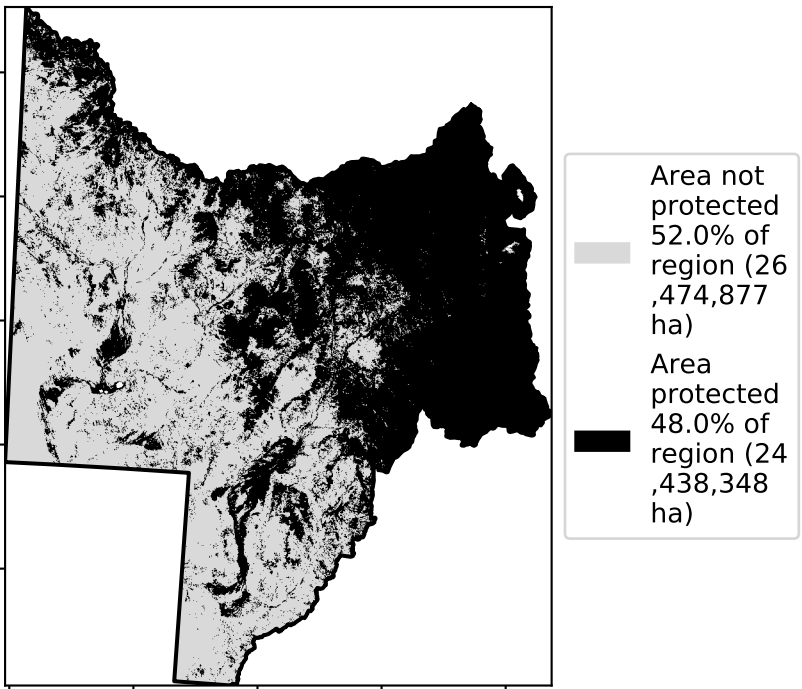 Area not
protected
52.0% of
region (26
,474,877
ha)
Area
protected
48.0% of
region (24
,438,348
ha)